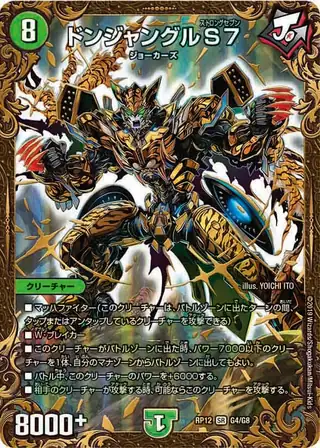 8
ストロングセブン
ドンジャングルS7
ジョーカーズ
J
illus. YOICHI ITO
クリーチャー
■マッハファイター(このクリーチャーは、バトルゾーンに出たターンの間、
タップまたはアンタップしているクリーチャーを攻撃できる)
■W・ブレイカー
■このクリーチャーがバトルゾーンに出た時、パワー7000以下のクリー
チャーを1体、自分のマナゾーンからバトルゾーンに出してもよい。
■バトル中、このクリーチャーのパワーを+6000する。
■相手のクリーチャーが攻撃する時、可能ならこのクリーチャーを攻撃する。
8000+
1
RP12 SR G4/G8